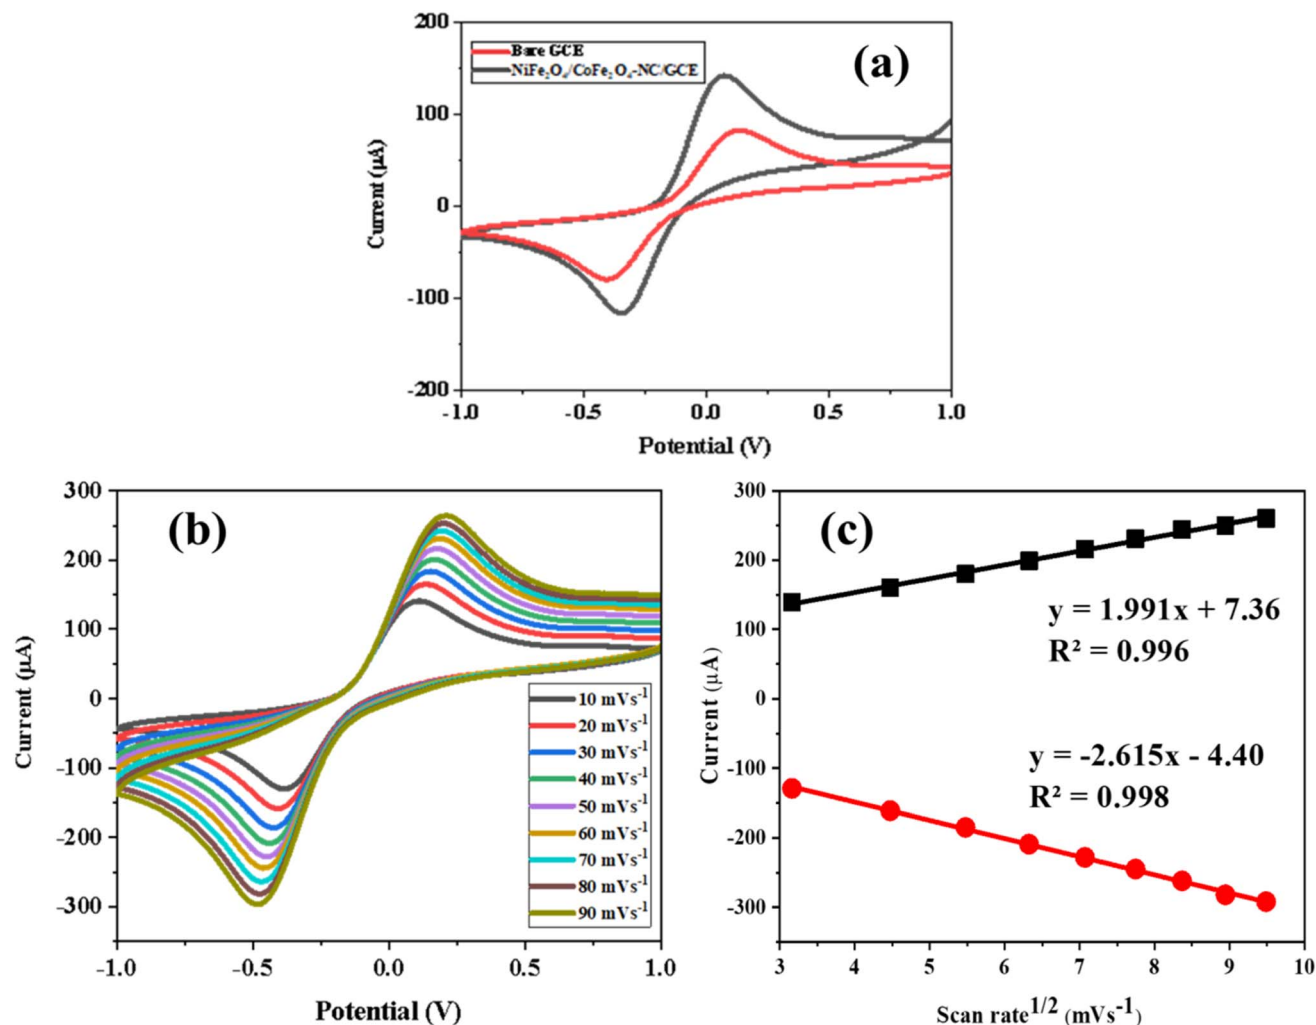 200
(a)
Bare GCE
NiFe₂O₄/CoFe₂O₄-NC/GCE
100
Current (µA)
0
-100
-200
-1.0 -0.5 0.0 0.5 1.0
Potential (V)
300
(b)
200
100
Current (µA)
0
10 mVs⁻¹
20 mVs⁻¹
30 mVs⁻¹
40 mVs⁻¹
50 mVs⁻¹
60 mVs⁻¹
70 mVs⁻¹
80 mVs⁻¹
90 mVs⁻¹
-100
-200
-300
-1.0 -0.5 0.0 0.5 1.0
Potential (V)
300
(c)
200
y = 1.991x + 7.36
R² = 0.996
100
Current (µA)
0
y = -2.615x - 4.40
R² = 0.998
-100
-200
-300
3 4 5 6 7 8 9 10
Scan rate¹ᐟ² (mVs⁻¹)